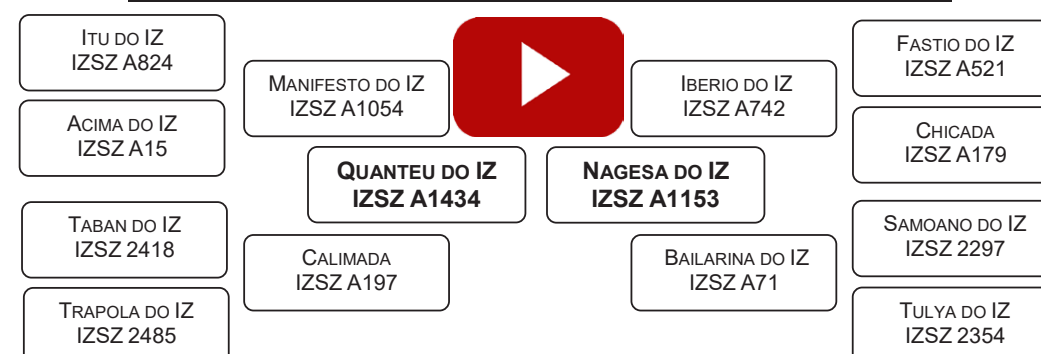 ITU DO IZ
IZSZ A824
ACIMA DO IZ
IZSZ A15
TABAN DO IZ
IZSZ 2418
TRAPOLA DO IZ
IZSZ 2485
MANIFESTO DO IZ
IZSZ A1054
CALIMADA
IZSZ A197
QUANTEU DO IZ
IZSZ A1434
NAGESA DO IZ
IZSZ A1153
IBERIO DO IZ
IZSZ A742
BAILARINA DO IZ
IZSZ A71
FASTIO DO IZ
IZSZ A521
CHICADA
IZSZ A179
SAMOANO DO IZ
IZSZ 2297
TULYA DO IZ
IZSZ 2354